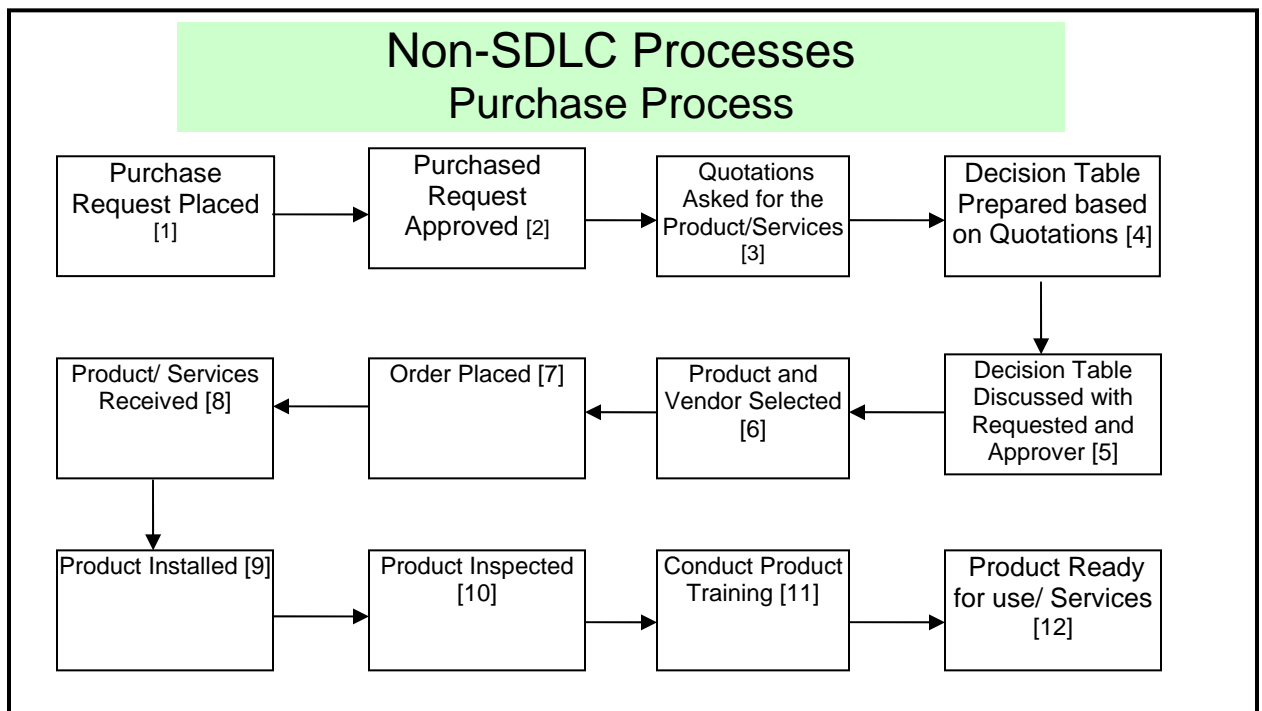 Non-SDLC Processes
Purchase Process
Purchase
Request Placed
[1]
Purchased
Request
Approved [2]
Quotations
Asked for the
Product/Services
[3]
Decision Table
Prepared based
on Quotations [4]
Decision Table
Discussed with
Requested and
Approver [5]
Product and
Vendor Selected
[6]
Order Placed [7]
Product/ Services
Received [8]
Product Installed [9]
Product Inspected
[10]
Conduct Product
Training [11]
Product Ready
for use/ Services
[12]